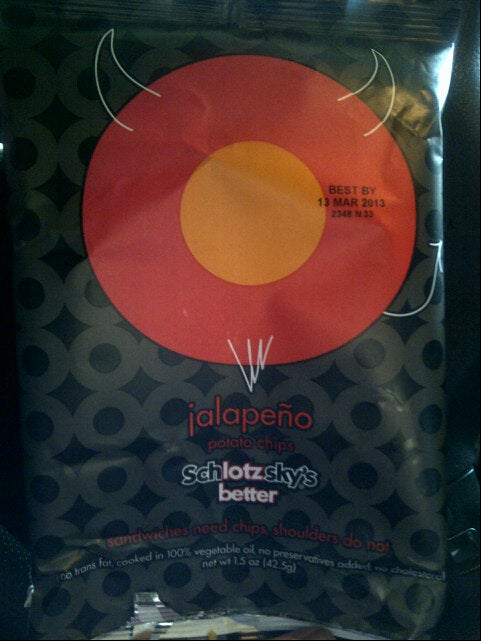 BEST BY
13 MAR 2013
2348 N 33
jalapeño
potato chips
schlotzsky's
better
sandwiches need chips, shoulders do not
no trans fat, cooked in 100% vegetable oil, no preservatives added, no cholesterol
net wt 1.5 oz (42.5g)